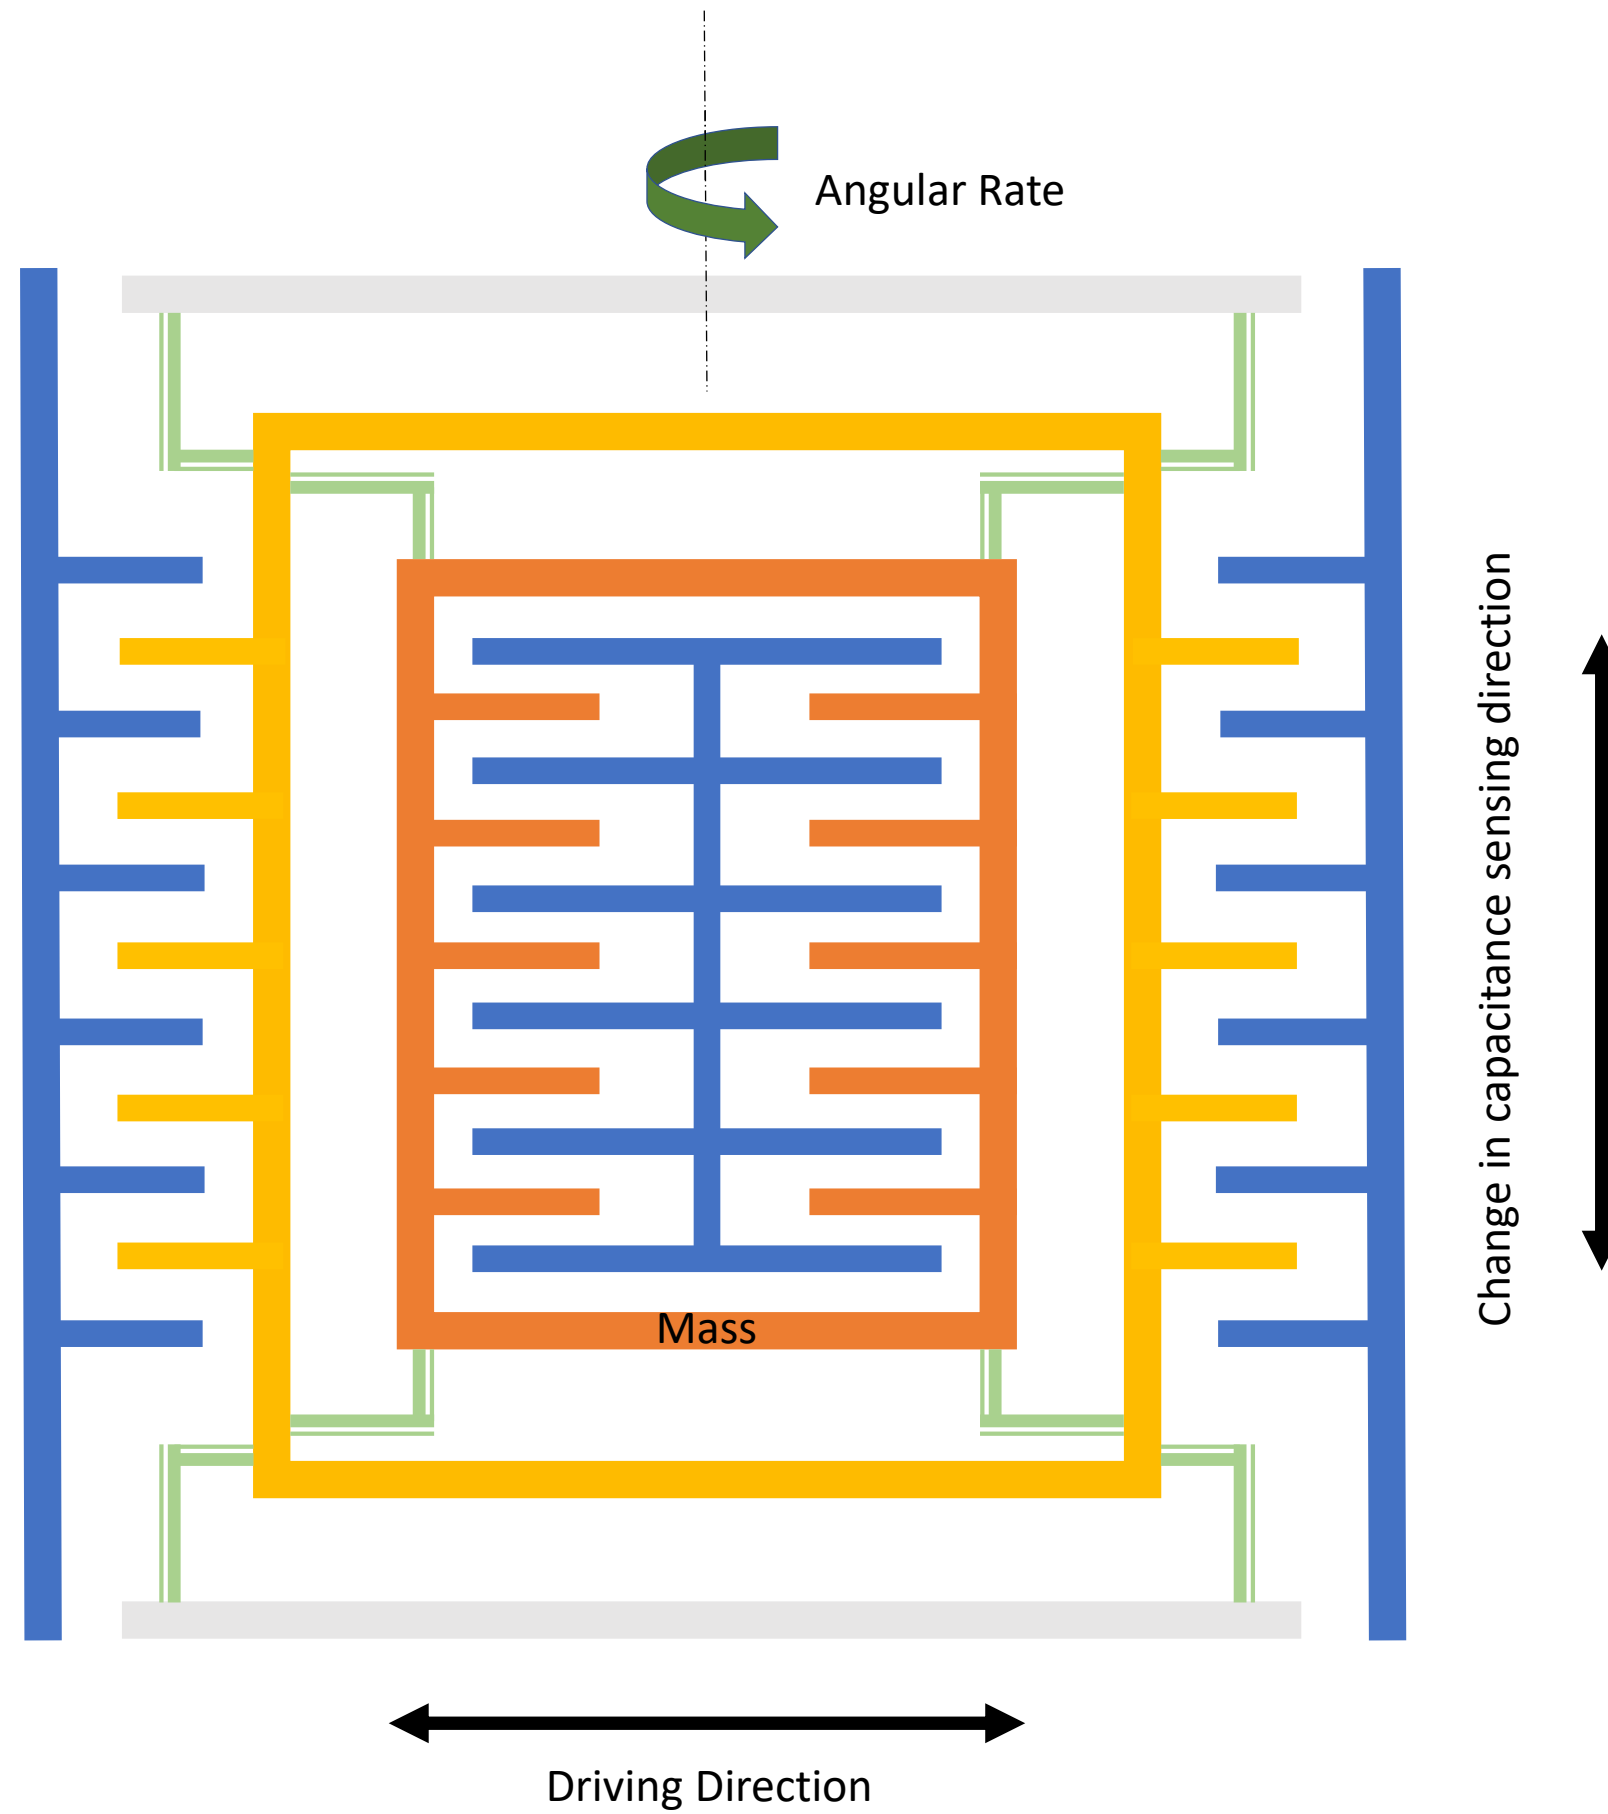 Angular Rate
Change in capacitance sensing direction
Mass
Driving Direction